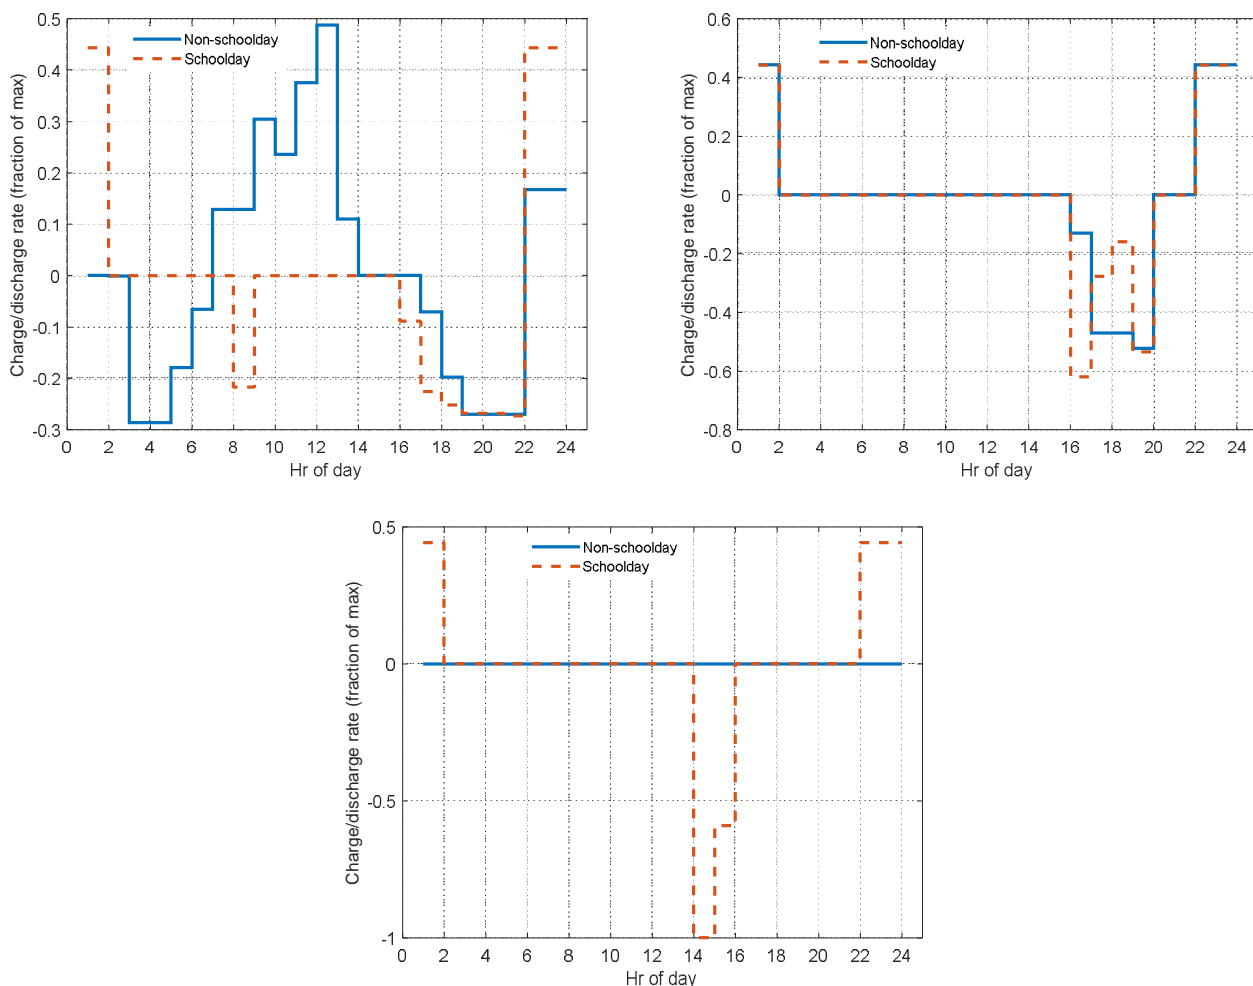 0.5
0.4
0.3
0.2
0.1
0
-0.1
-0.2
-0.3
Charge/discharge rate (fraction of max)
Non-schoolday
Schoolday
0 2 4 6 8 10 12 14 16 18 20 22 24
Hr of day
0.6
0.4
0.2
0
-0.2
-0.4
-0.6
-0.8
Charge/discharge rate (fraction of max)
Non-schoolday
Schoolday
0 2 4 6 8 10 12 14 16 18 20 22 24
Hr of day
0.5
0
-0.5
-1
Charge/discharge rate (fraction of max)
Non-schoolday
Schoolday
0 2 4 6 8 10 12 14 16 18 20 22 24
Hr of day